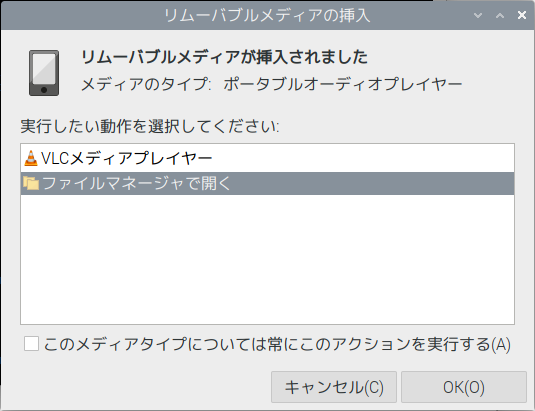 リムーバブルメディアの挿入
リムーバブルメディアが挿入されました
メディアのタイプ: ポータブルオーディオプレイヤー
実行したい動作を選択してください:
VLCメディアプレイヤー
ファイルマネージャで開く
このメディアタイプについては常にこのアクションを実行する(A)
キャンセル(C) OK(O)